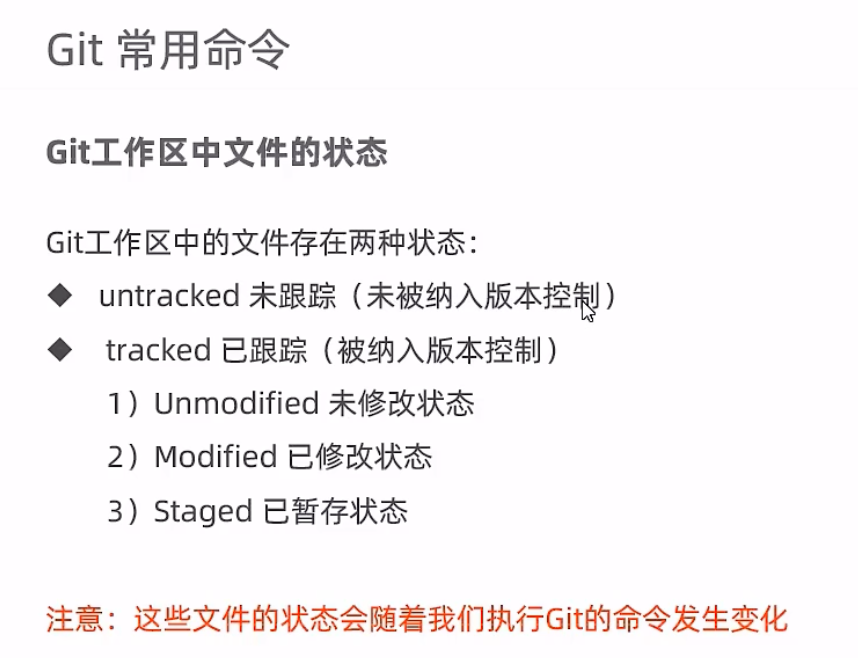 Git 常用命令
Git工作区中文件的状态
Git工作区中的文件存在两种状态：
◆ untracked 未跟踪（未被纳入版本控制）
◆ tracked 已跟踪（被纳入版本控制）
1）Unmodified 未修改状态
2）Modified 已修改状态
3）Staged 已暂存状态
注意：这些文件的状态会随着我们执行Git的命令发生变化